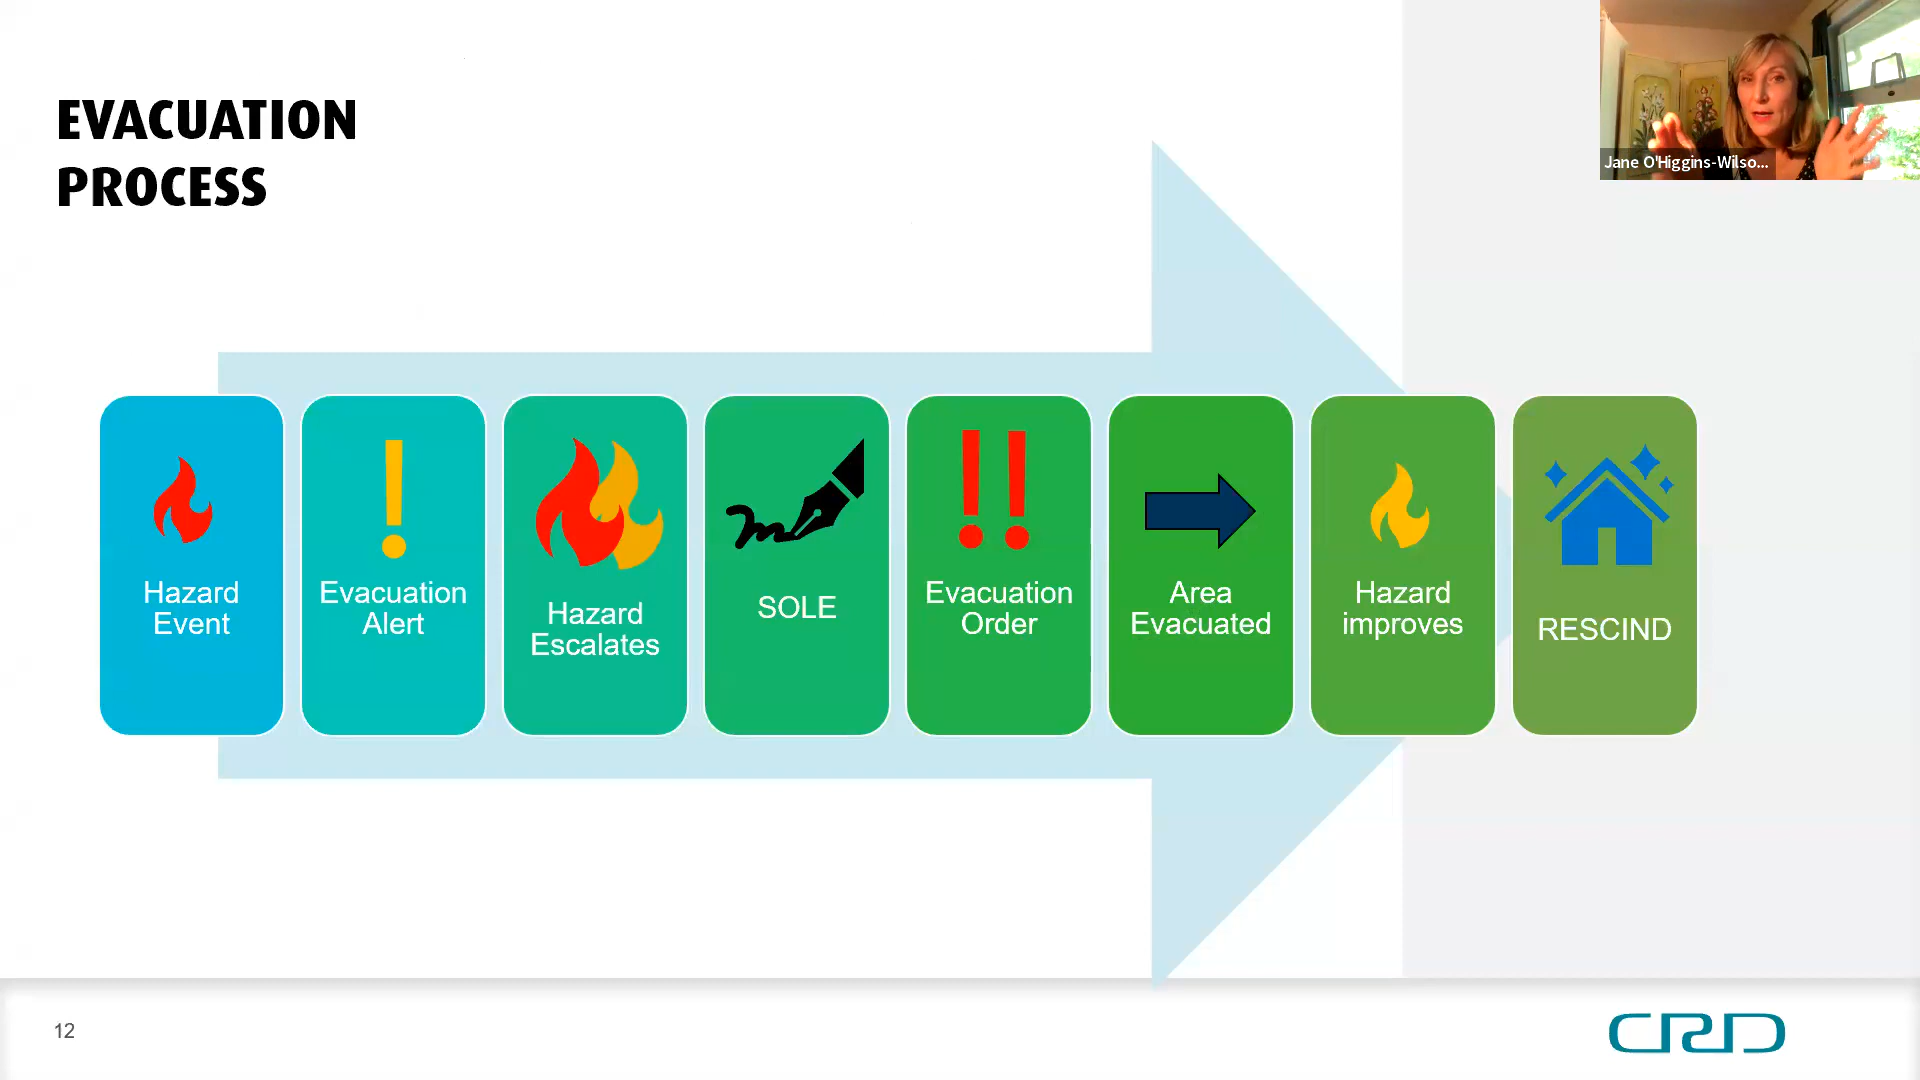 EVACUATION
PROCESS
Jane O'Higgins-Wilso...
Hazard
Event
Evacuation
Alert
Hazard
Escalates
SOLE
Evacuation
Order
Area
Evacuated
Hazard
improves
RESCIND
12
CRD